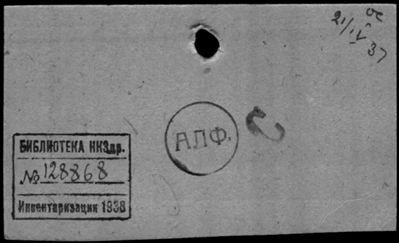 21/IV 37
АЛФ.
С
БИБЛИОТЕКА НКЗдр.
№ 128868
Инвентаризация 1938